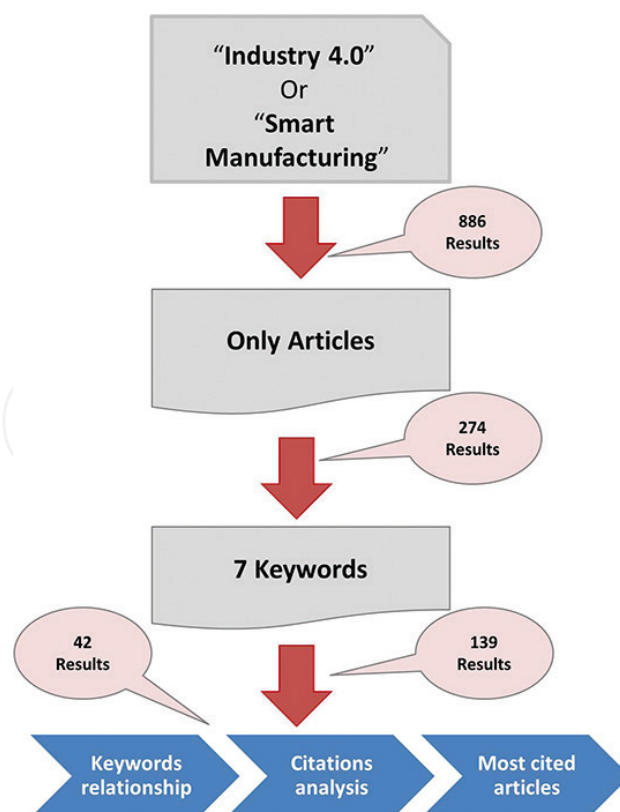 “Industry 4.0”
Or
“Smart
Manufacturing”
886
Results
Only Articles
274
Results
7 Keywords
42
Results
139
Results
Keywords
relationship
Citations
analysis
Most cited
articles